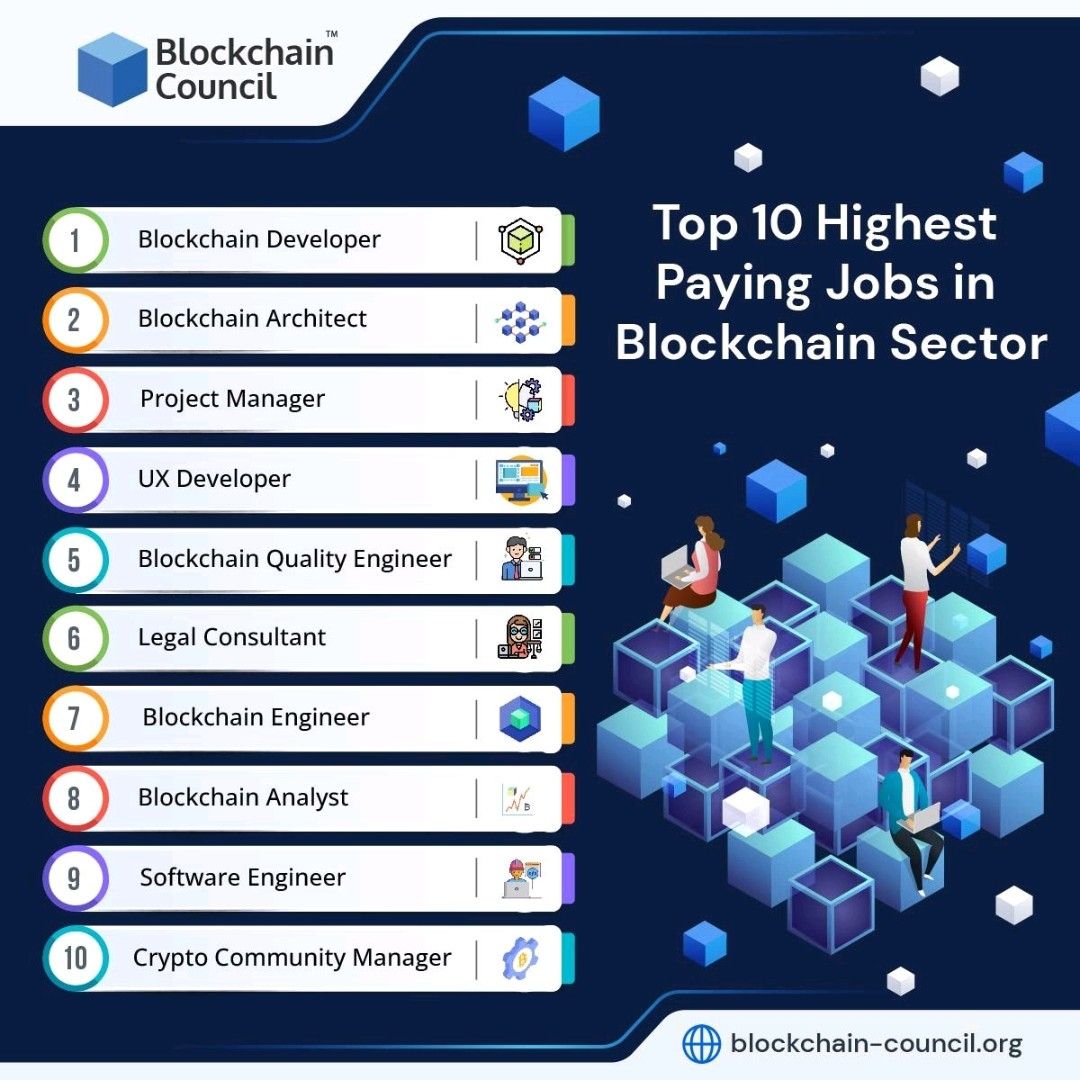 Blockchain™
Council
Top 10 Highest
Paying Jobs in
Blockchain Sector
1 Blockchain Developer
2 Blockchain Architect
3 Project Manager
4 UX Developer
5 Blockchain Quality Engineer
6 Legal Consultant
7 Blockchain Engineer
8 Blockchain Analyst
9 Software Engineer
10 Crypto Community Manager
blockchain-council.org